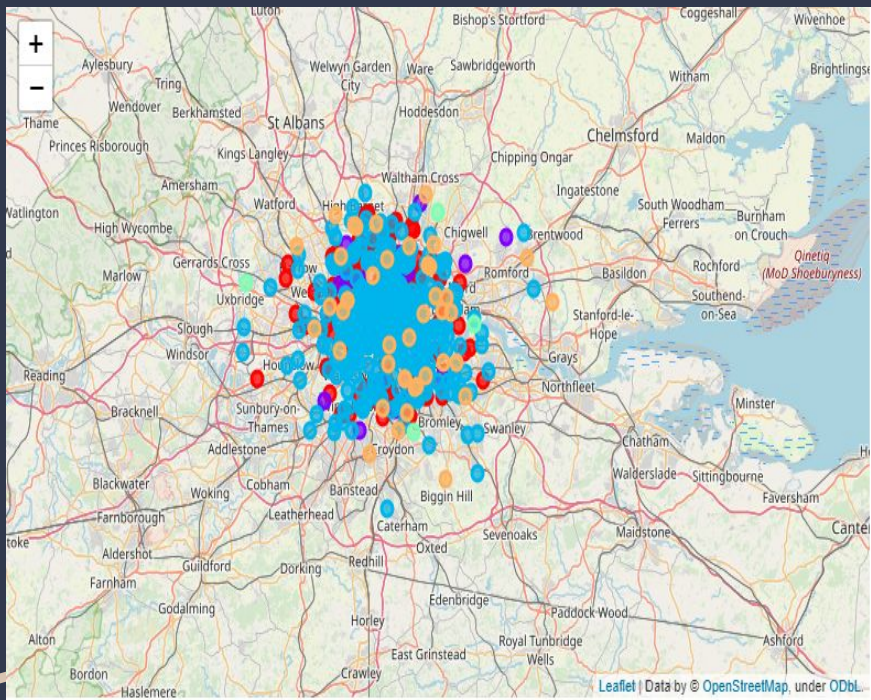 Luton
Bishop's Stortford
Coggeshall
Wivenhoe
+
−
Aylesbury
Tring
Welwyn Garden
City
Ware
Sawbridgeworth
Witham
Brightlingse
Thame
Wendover
Berkhamsted
Hoddesdon
Princes Risborough
St Albans
Chelmsford
Maldon
Kings Langley
Chipping Ongar
Amersham
Waltham Cross
Ingatestone
Watlington
Watford
South Woodham
Ferrers
Burnham
on Crouch
High Wycombe
Chigwell
Brentwood
Marlow
Gerrards Cross
Romford
Basildon
Rochford
Qinetiq
(MoD Shoeburyness)
Uxbridge
Southend-
on-Sea
Slough
Stanford-le-
Hope
Windsor
Grays
Reading
Northfleet
Bracknell
Sunbury-on-
Thames
Minster
Addlestone
Bromley
Swanley
Chatham
Croydon
Blackwater
Cobham
Walderslade
Sittingbourne
Woking
Banstead
Biggin Hill
Faversham
Farnborough
Leatherhead
Caterham
Sevenoaks
Maidstone
Canter
Aldershot
Oxted
Guildford
Dorking
Redhill
Farnham
Edenbridge
Godalming
Paddock Wood
Horley
Alton
Royal Tunbridge
Wells
Ashford
East Grinstead
Bordon
Crawley
Haslemere
Leaflet | Data by © OpenStreetMap, under ODbL.